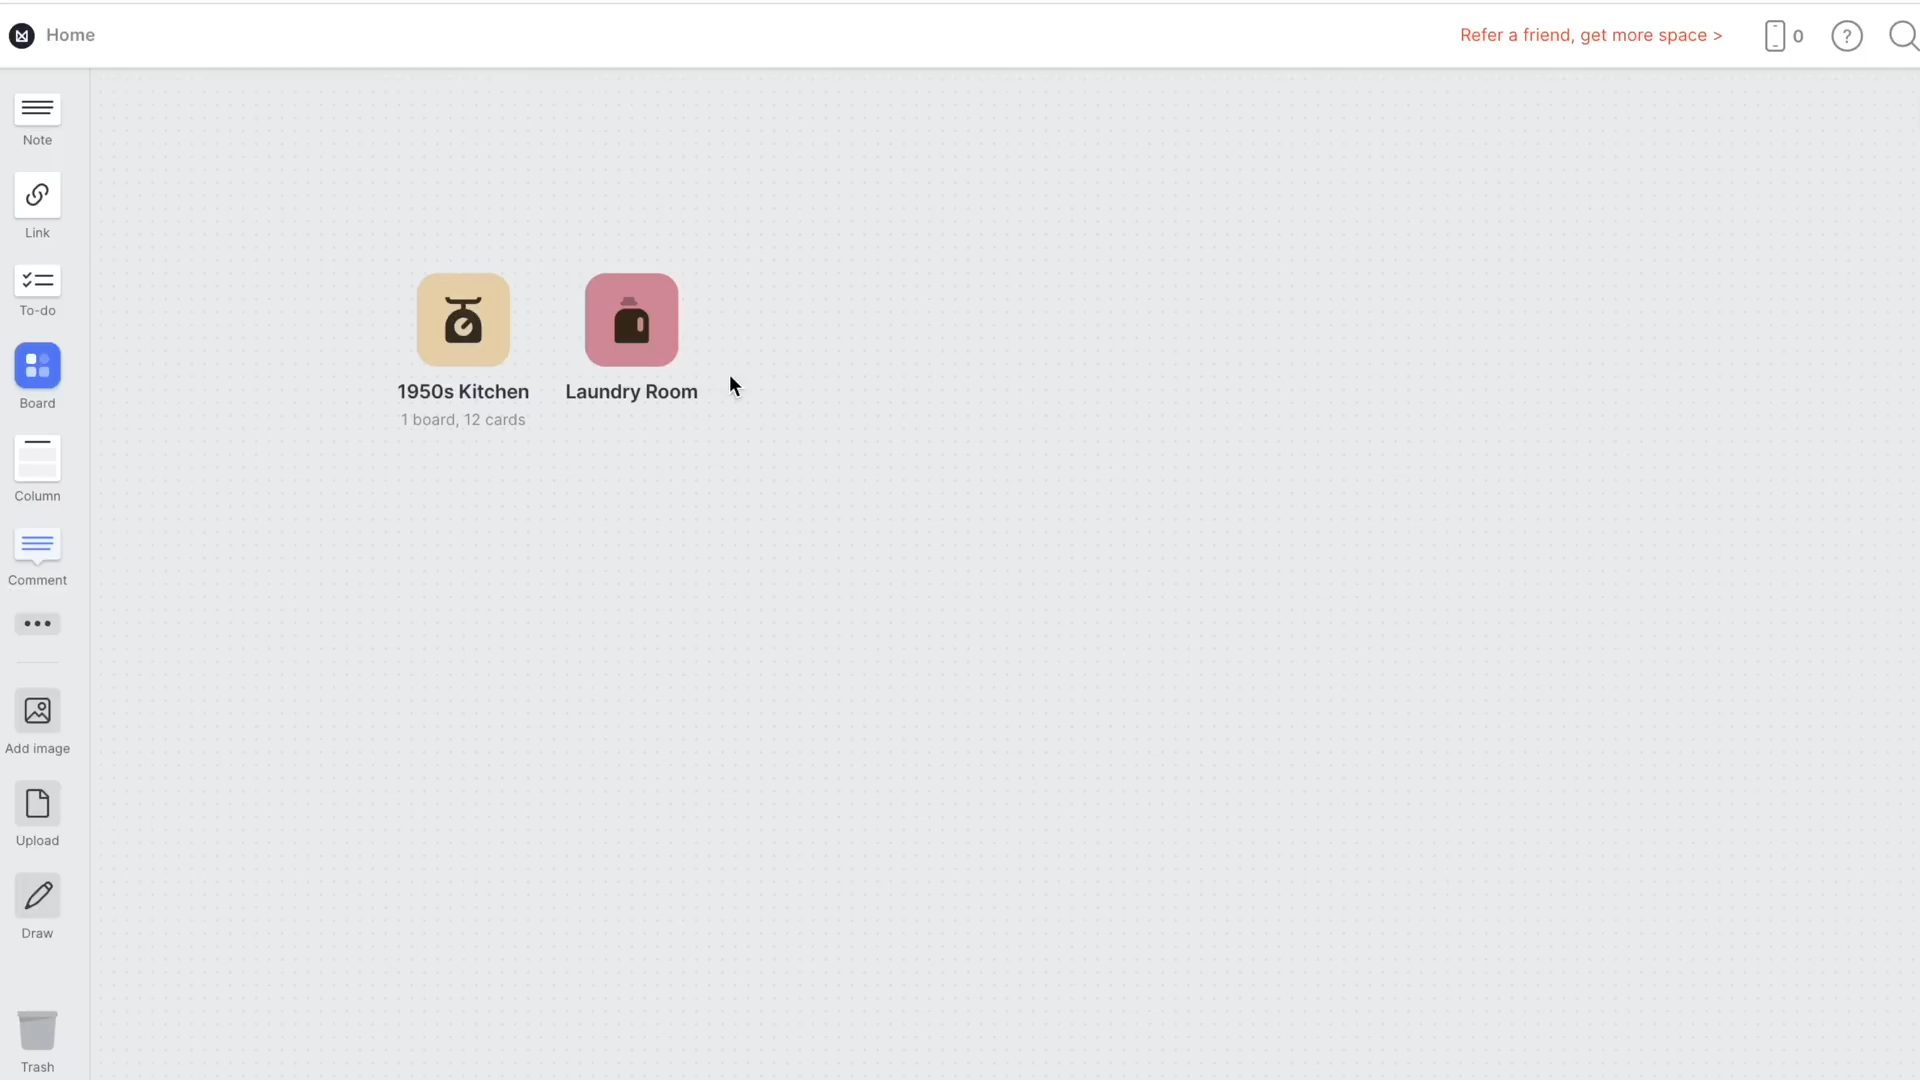 Home
Refer a friend, get more space >
0
?
Note
Link
To-do
Board
Column
Comment
Add image
Upload
Draw
Trash
1950s Kitchen
1 board, 12 cards
Laundry Room